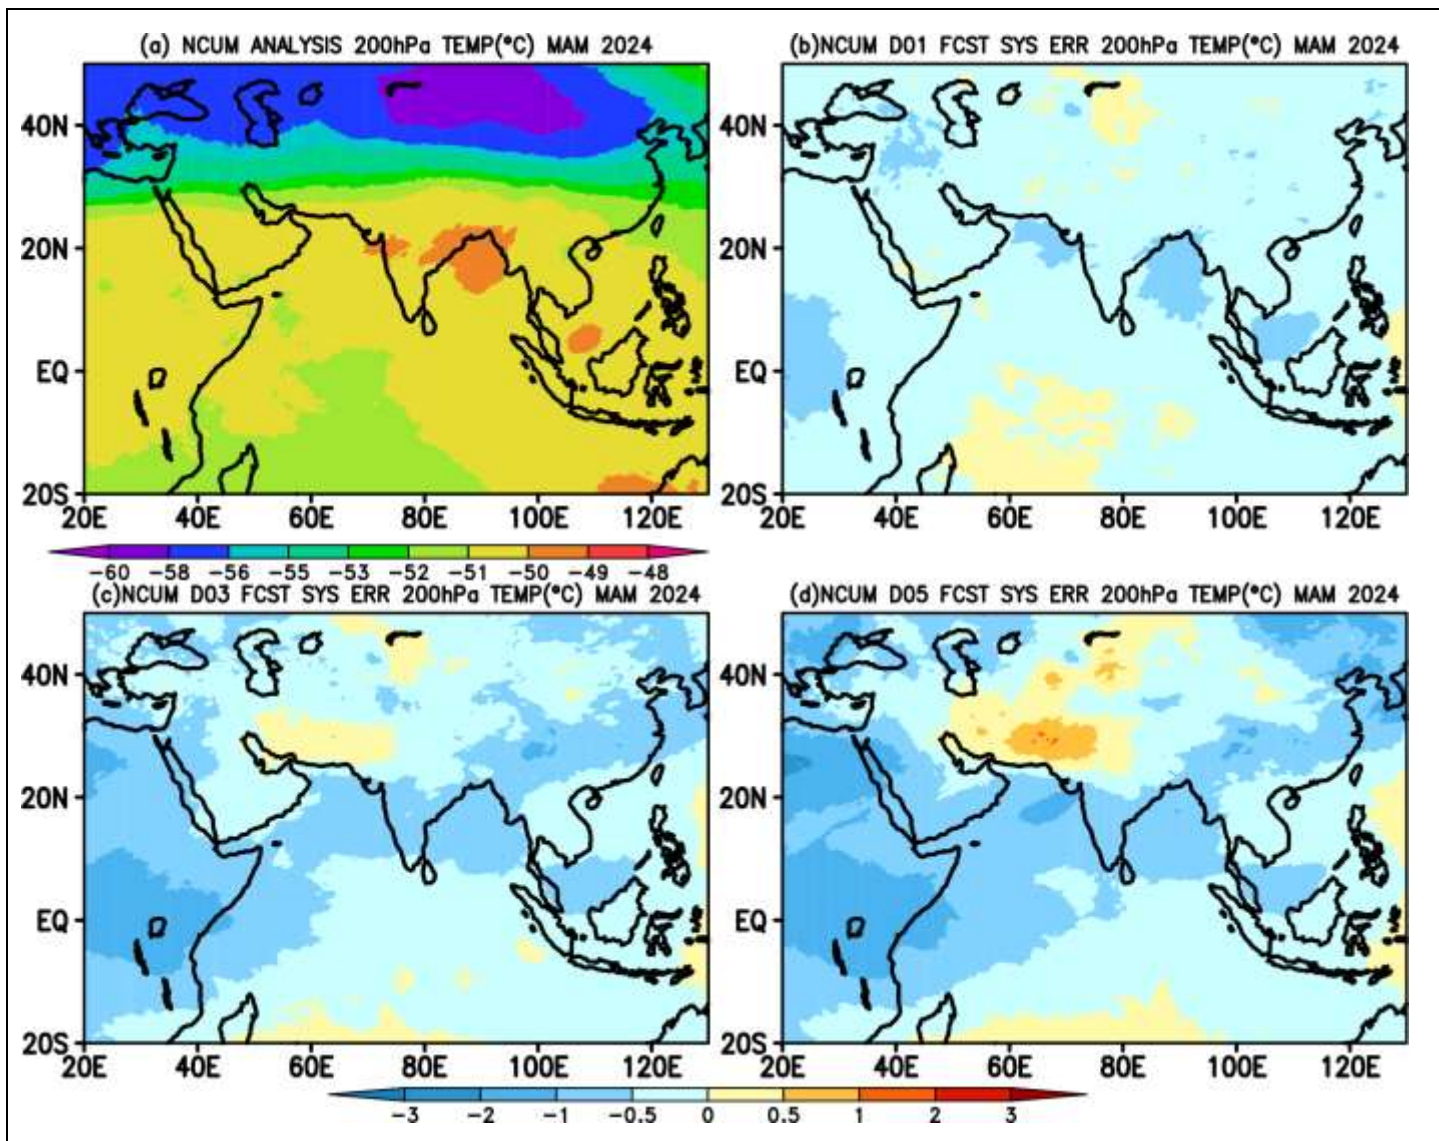 (a) NCUM ANALYSIS 200hPa TEMP(°C) MAM 2024
40N
20N
EQ
20S
20E 40E 60E 80E 100E 120E
-60 -58 -56 -55 -53 -52 -51 -50 -49 -48
(b)NCUM D01 FCST SYS ERR 200hPa TEMP(°C) MAM 2024
40N
20N
EQ
20S
20E 40E 60E 80E 100E 120E
(c)NCUM D03 FCST SYS ERR 200hPa TEMP(°C) MAM 2024
40N
20N
EQ
20S
20E 40E 60E 80E 100E 120E
(d)NCUM D05 FCST SYS ERR 200hPa TEMP(°C) MAM 2024
40N
20N
EQ
20S
20E 40E 60E 80E 100E 120E
-3 -2 -1 -0.5 0 0.5 1 2 3